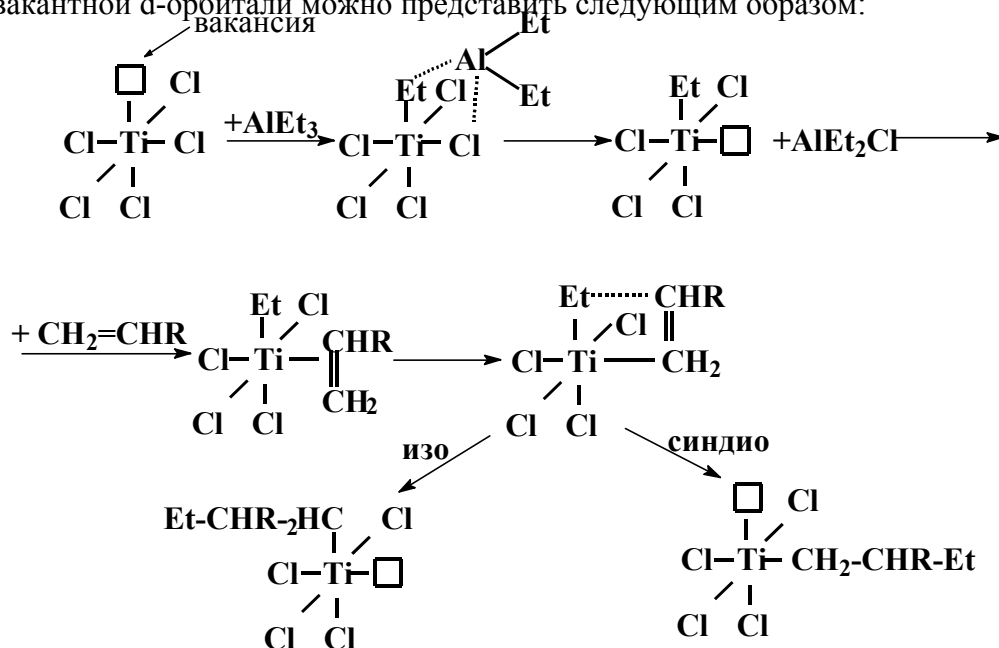 вакантной d-орбитали можно представить следующим образом:
вакансия
Et
Al
Et
Cl
Cl Ti Cl
Cl Cl
+AlEt3
Et Cl
Cl Ti Cl
Cl Cl
Et Cl
Cl Ti
Cl Cl
+AlEt2Cl
+ CH2=CHR
Et Cl
Cl Ti CHR
CH2
Cl Cl
Et CHR
Cl
Cl Ti CH2
Cl Cl
изо
синдио
Et-CHR-2HC Cl
Cl Ti
Cl Cl
Cl
Cl Ti CH2-CHR-Et
Cl Cl